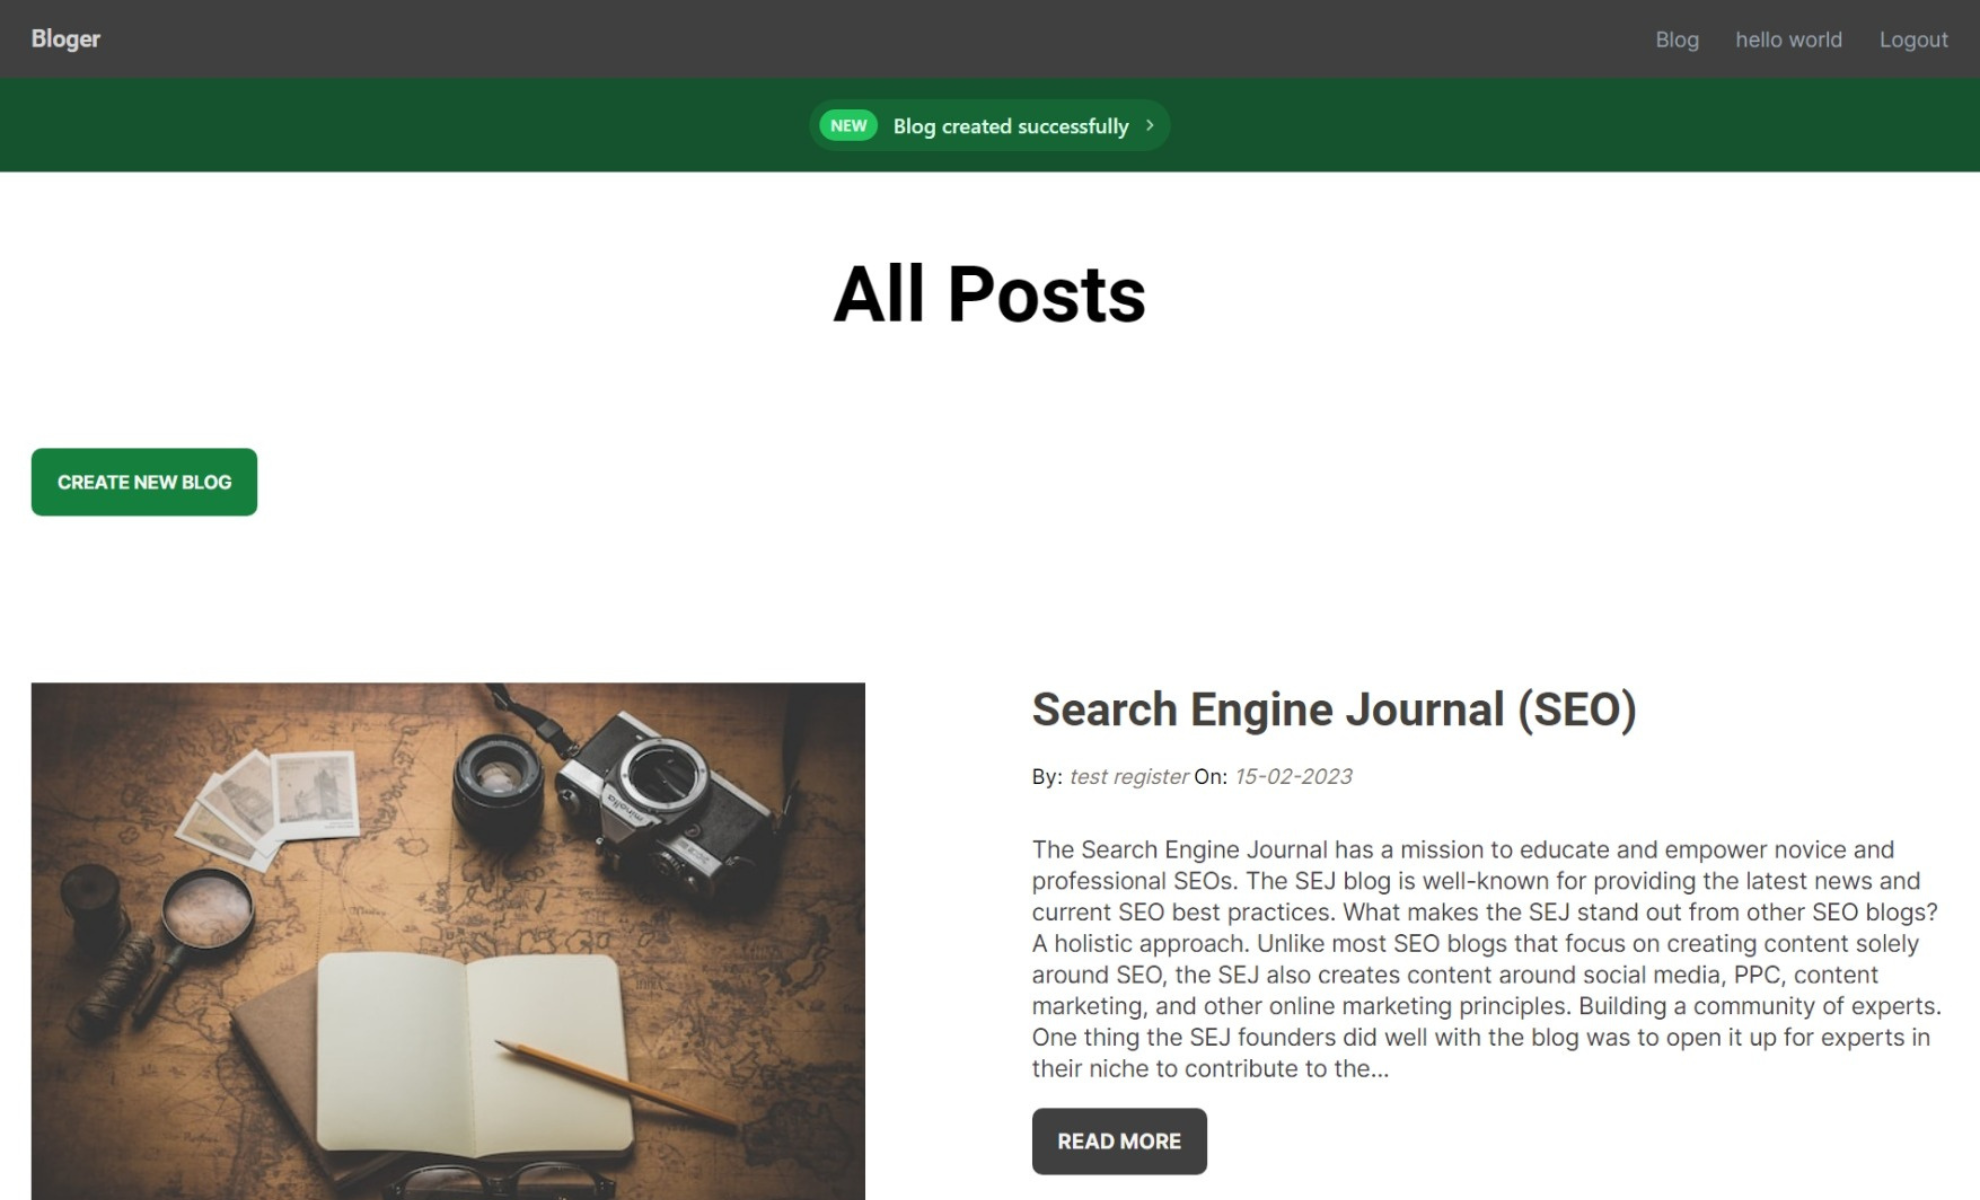 Bloger
Blog hello world Logout
NEW Blog created successfully
All Posts
CREATE NEW BLOG
Search Engine Journal (SEO)
By: test register On: 15-02-2023
The Search Engine Journal has a mission to educate and empower novice and
professional SEOs. The SEJ blog is well-known for providing the latest news and
current SEO best practices. What makes the SEJ stand out from other SEO blogs?
A holistic approach. Unlike most SEO blogs that focus on creating content solely
around SEO, the SEJ also creates content around social media, PPC, content
marketing, and other online marketing principles. Building a community of experts.
One thing the SEJ founders did well with the blog was to open it up for experts in
their niche to contribute to the...
READ MORE
minolta